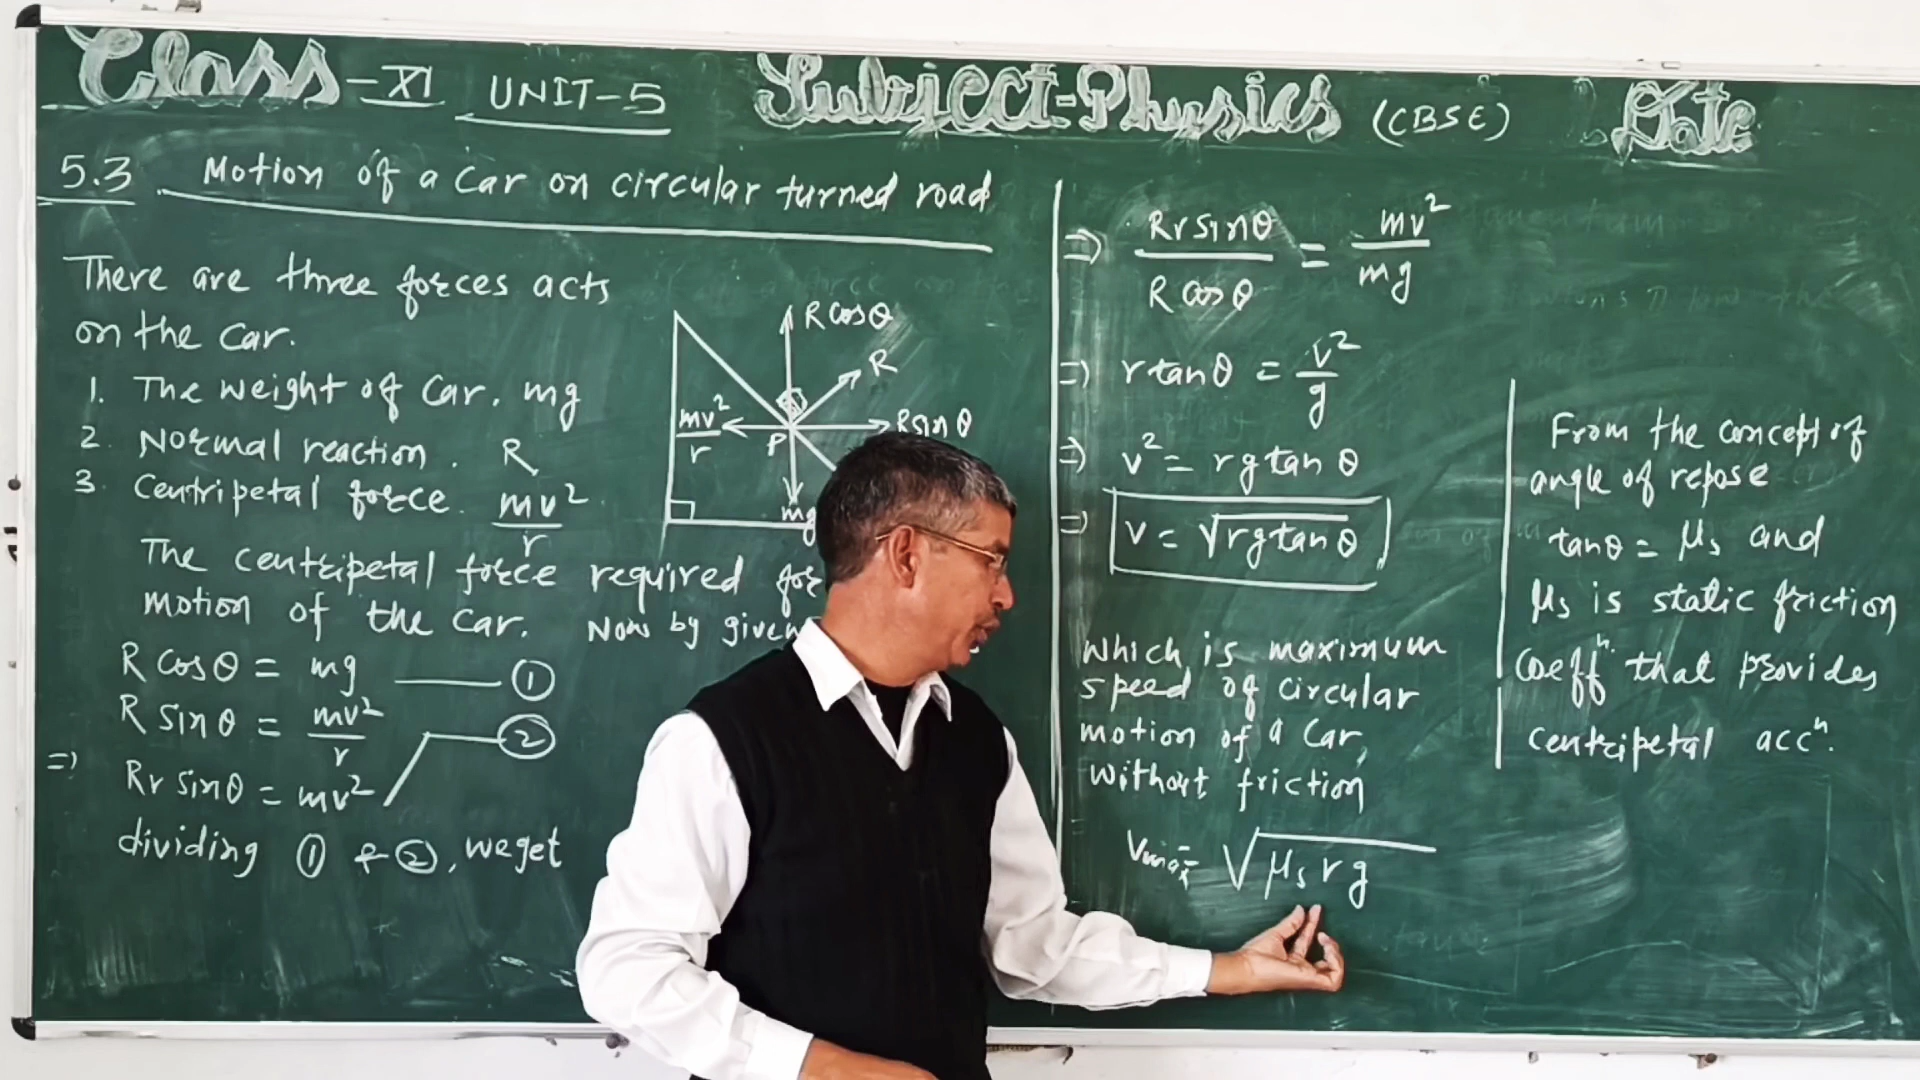 Class-XI UNIT-5 Subject-Physics (CBSE) Date
5.3 Motion of a Car on circular turned road
There are three forces acts
on the car.
1. The weight of Car. mg
2. Normal reaction. R
3 Centripetal force. mv²/r
The centripetal force required for
motion of the Car. Now by given
R cosθ = mg ——— ①
R sinθ = mv²/r
⇒ Rr sinθ = mv² ②
dividing ① & ②, we get
R cosθ
R
mv²/r
P
R sinθ
mg
⇒ Rr sinθ / R cosθ = mv²/mg
⇒ r tanθ = v²/g
⇒ v² = rg tanθ
⇒ v = √rg tanθ
which is maximum
speed of circular
motion of a Car,
without friction
Vmax = √μs rg
From the concept of
angle of repose
tanθ = μs and
μs is static friction
coeffⁿ. that provides
centripetal accⁿ.